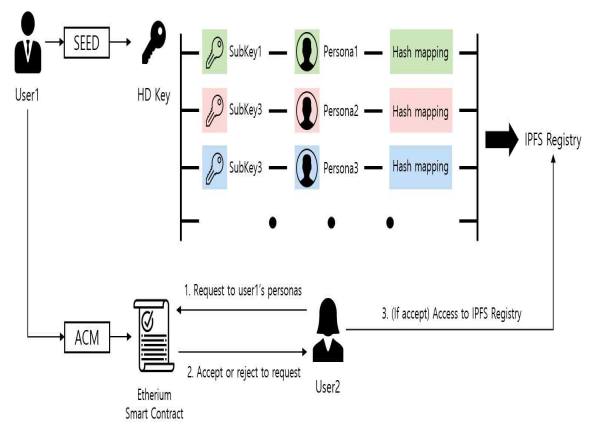 SEED
User1
HD Key
SubKey1
Persona1
Hash mapping
SubKey3
Persona2
Hash mapping
SubKey3
Persona3
Hash mapping
IPFS Registry
1. Request to user1's personas
3. (If accept) Access to IPFS Registry
ACM
2. Accept or reject to request
User2
Etherium
Smart Contract